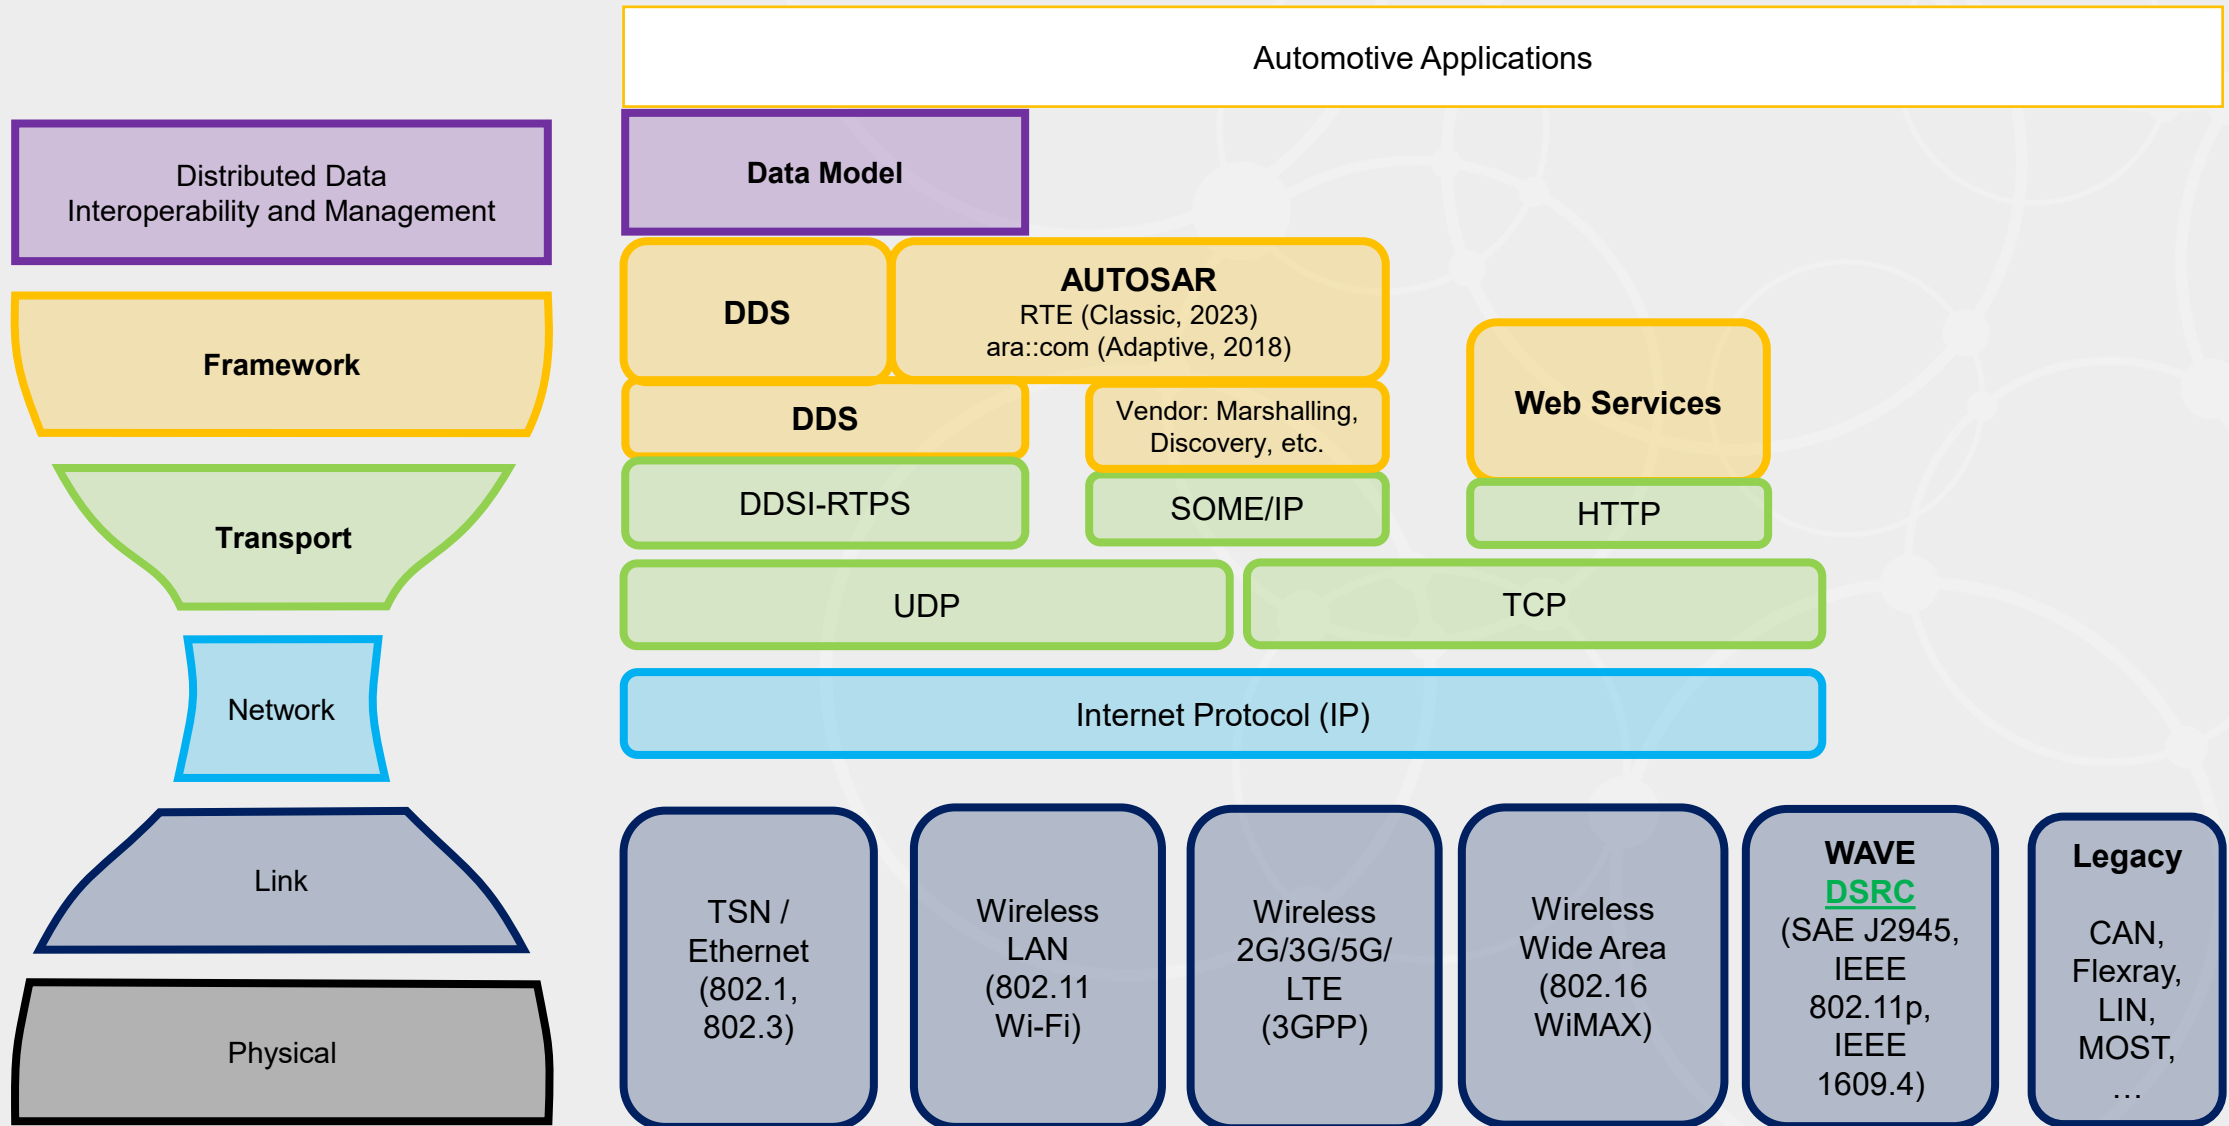 Automotive Applications
Distributed Data
Interoperability and Management
Data Model
Framework
DDS
AUTOSAR
RTE (Classic, 2023)
ara::com (Adaptive, 2018)
DDS
Vendor: Marshalling,
Discovery, etc.
Web Services
Transport
DDSI-RTPS
SOME/IP
HTTP
UDP
TCP
Network
Internet Protocol (IP)
Link
Physical
TSN /
Ethernet
(802.1,
802.3)
Wireless
LAN
(802.11
Wi-Fi)
Wireless
2G/3G/5G/
LTE
(3GPP)
Wireless
Wide Area
(802.16
WiMAX)
WAVE
DSRC
(SAE J2945,
IEEE
802.11p,
IEEE
1609.4)
Legacy
CAN,
Flexray,
LIN,
MOST,
…